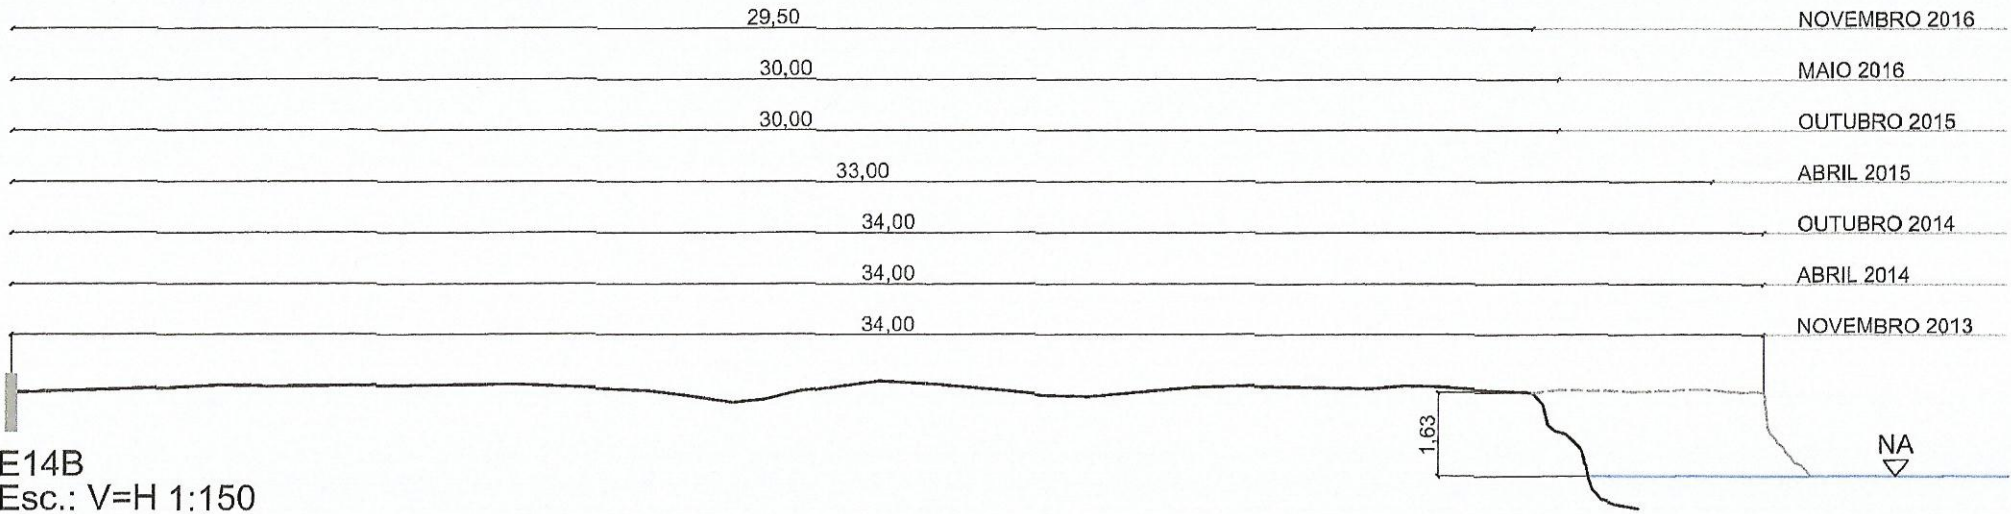 29,50 NOVEMBRO 2016
30,00 MAIO 2016
30,00 OUTUBRO 2015
33,00 ABRIL 2015
34,00 OUTUBRO 2014
34,00 ABRIL 2014
34,00 NOVEMBRO 2013
1,63
NA
E14B
Esc.: V=H 1:150